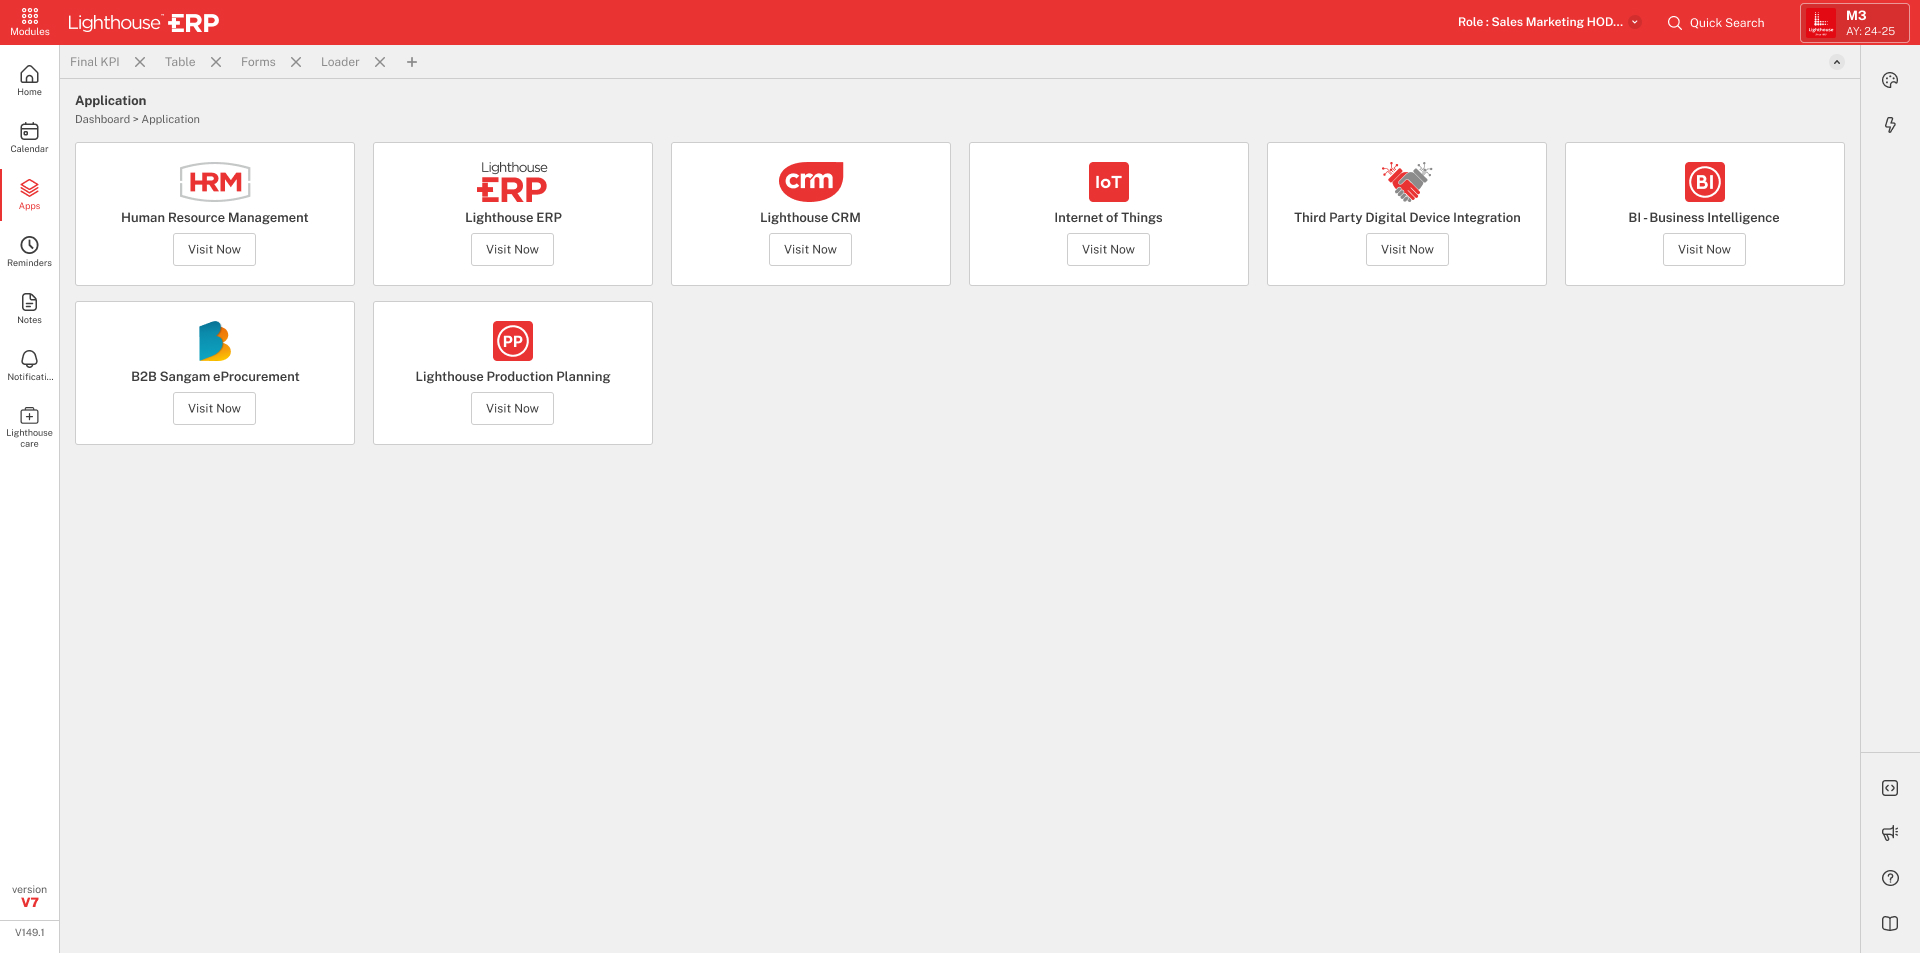 Modules
Lighthouse ERP
Role : Sales Marketing HOD...
Quick Search
M3
AY: 24-25
Final KPI
Table
Forms
Loader
Home
Calendar
Apps
Reminders
Notes
Notificati...
Lighthouse
care
version
V7
V149.1
Application
Dashboard > Application
HRM
Human Resource Management
Visit Now
Lighthouse
ERP
Lighthouse ERP
Visit Now
crm
Lighthouse CRM
Visit Now
IoT
Internet of Things
Visit Now
Third Party Digital Device Integration
Visit Now
BI
BI - Business Intelligence
Visit Now
B2B Sangam eProcurement
Visit Now
PP
Lighthouse Production Planning
Visit Now